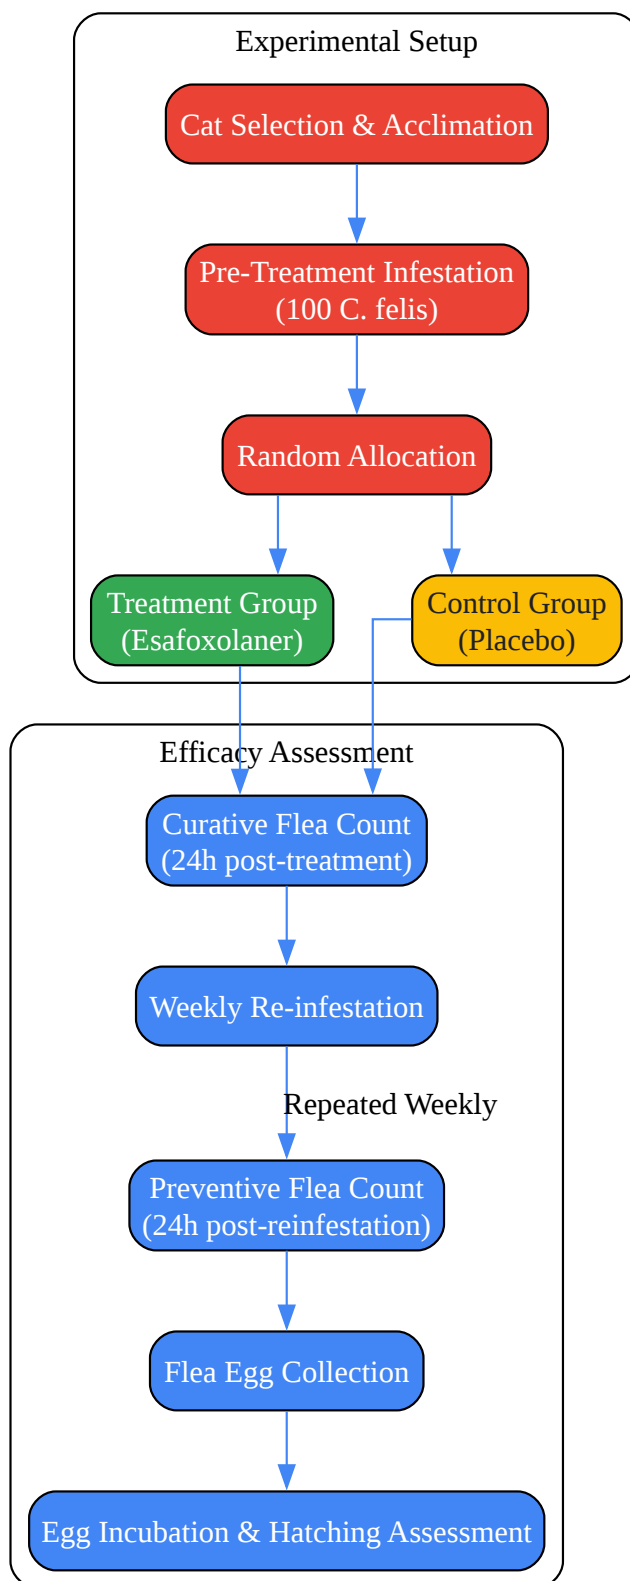 Experimental Setup
Cat Selection & Acclimation
Pre-Treatment Infestation
(100 C. felis)
Random Allocation
Treatment Group
(Esafoxolaner)
Control Group
(Placebo)
Efficacy Assessment
Curative Flea Count
(24h post-treatment)
Weekly Re-infestation
Repeated Weekly
Preventive Flea Count
(24h post-reinfestation)
Flea Egg Collection
Egg Incubation & Hatching Assessment